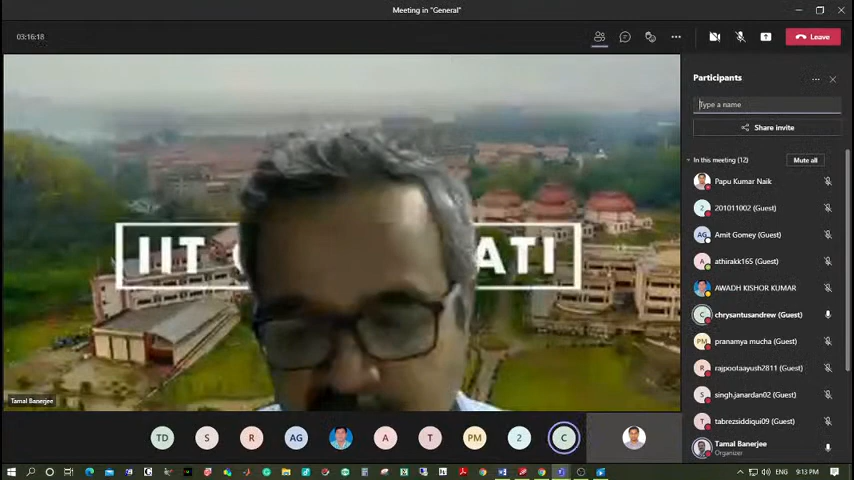 Meeting in "General"
03:16:18
Leave
Participants
Type a name
Share invite
In this meeting (12)
Mute all
Papu Kumar Naik
2
201011002 (Guest)
AG
Amit Gomey (Guest)
A
athirakk165 (Guest)
AWADH KISHOR KUMAR
C
chrysantusandrew (Guest)
PM
pranamya mucha (Guest)
R
rajpootaayush2811 (Guest)
S
singh.janardan02 (Guest)
T
tabrezsiddiqui09 (Guest)
Tamal Banerjee
Organizer
IIT G
ATI
Tamal Banerjee
TD
S
R
AG
A
T
PM
2
C
ENG
9:13 PM